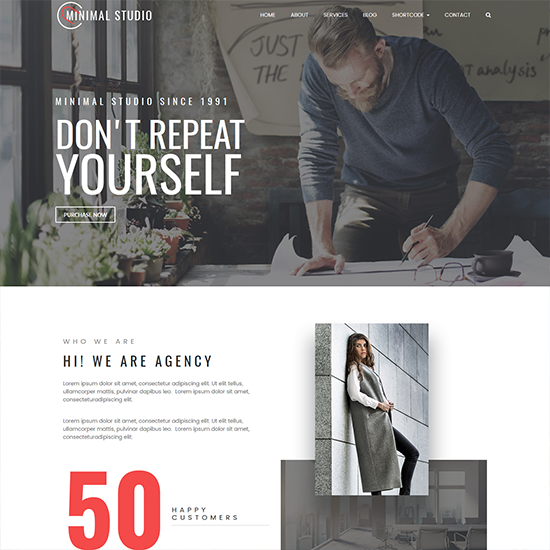 MINIMAL STUDIO
HOME ABOUT SERVICES BLOG SHORTCODE CONTACT
JUST
THE
analysis
MINIMAL STUDIO SINCE 1991
DON'T REPEAT
YOURSELF
PURCHASE NOW
WHO WE ARE
HI! WE ARE AGENCY
Lorem ipsum dolor sit amet, consectetur adipiscing elit. Ut elit tellus,
ullamcorper mattis, pulvinar dapibus leo. Lorem ipsum dolor sit amet,
consecteturadipiscing elit.
Lorem ipsum dolor sit amet, consectetur adipiscing elit. Ut elit tellus,
ullamcorper mattis, pulvinar dapibus leo. Lorem ipsum dolor sit amet,
consecteturadipiscing elit.
50
HAPPY
CUSTOMERS